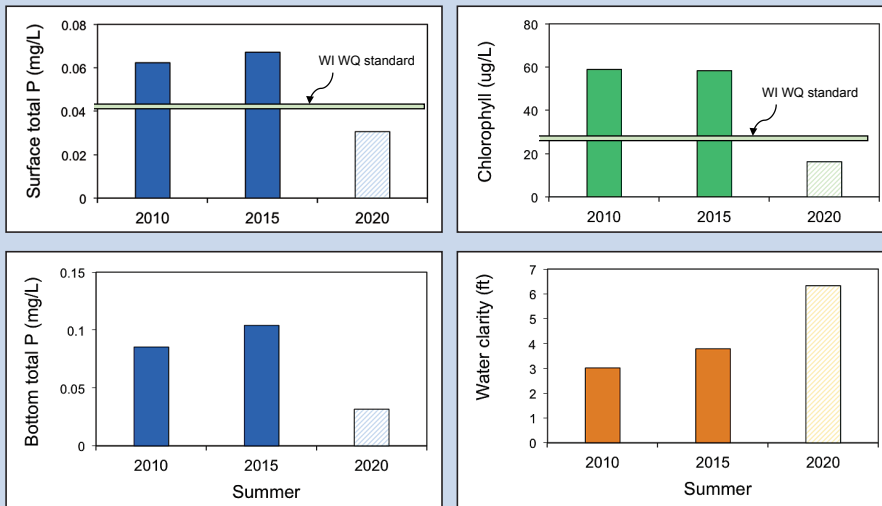 Surface total P (mg/L)
0.08
0.06
0.04
0.02
0
WI WQ standard
2010 2015 2020
Chlorophyll (ug/L)
80
60
40
20
0
WI WQ standard
2010 2015 2020
Bottom total P (mg/L)
0.15
0.1
0.05
0
2010 2015 2020
Summer
Water clarity (ft)
7
6
5
4
3
2
1
0
2010 2015 2020
Summer